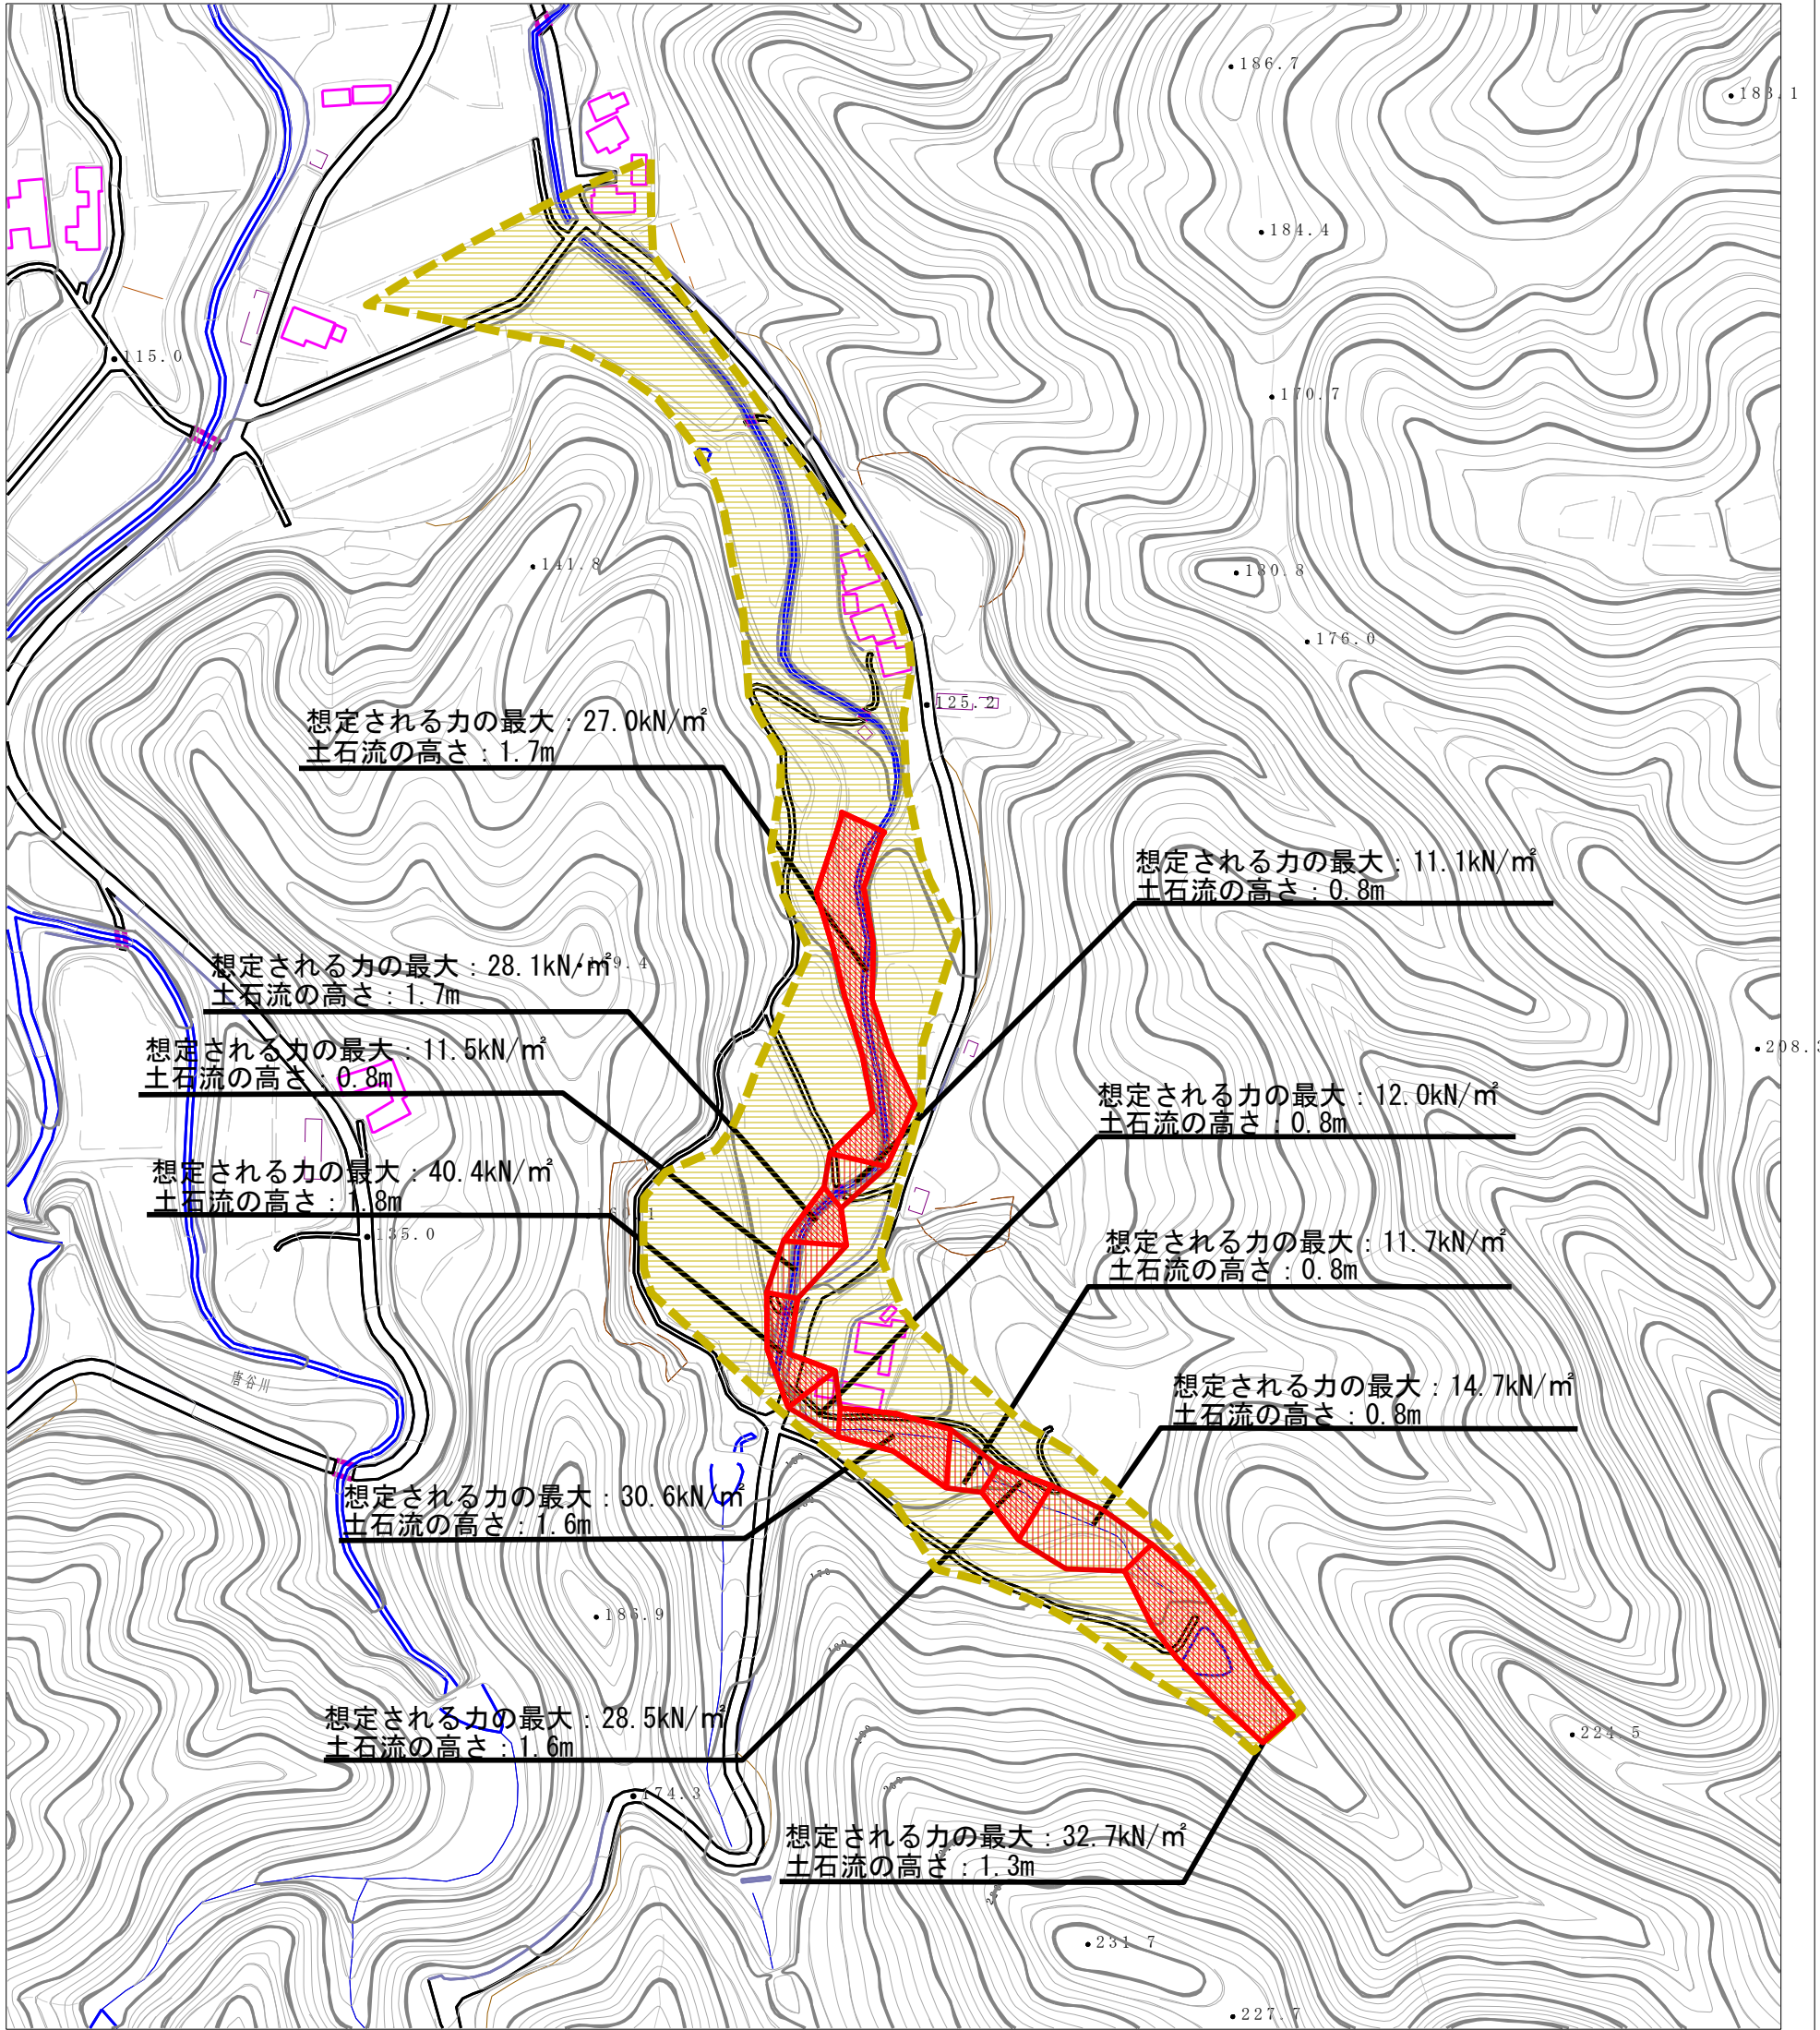 186.7
183.1
184.4
115.0
170.7
141.8
180.8
176.0
125.2
想定される力の最大：27.0kN/㎡
土石流の高さ：1.7m
想定される力の最大：11.1kN/㎡
土石流の高さ：0.8m
想定される力の最大：28.1kN/㎡
土石流の高さ：1.7m
想定される力の最大：11.5kN/㎡
土石流の高さ：0.8m
208.3
想定される力の最大：12.0kN/㎡
土石流の高さ：0.8m
想定される力の最大：40.4kN/㎡
土石流の高さ：1.8m
135.0
想定される力の最大：11.7kN/㎡
土石流の高さ：0.8m
唐谷川
想定される力の最大：14.7kN/㎡
土石流の高さ：0.8m
想定される力の最大：30.6kN/㎡
土石流の高さ：1.6m
170
186.9
180
想定される力の最大：28.5kN/㎡
土石流の高さ：1.6m
190
224.5
200
174.3
想定される力の最大：32.7kN/㎡
土石流の高さ：1.3m
231.7
227.7